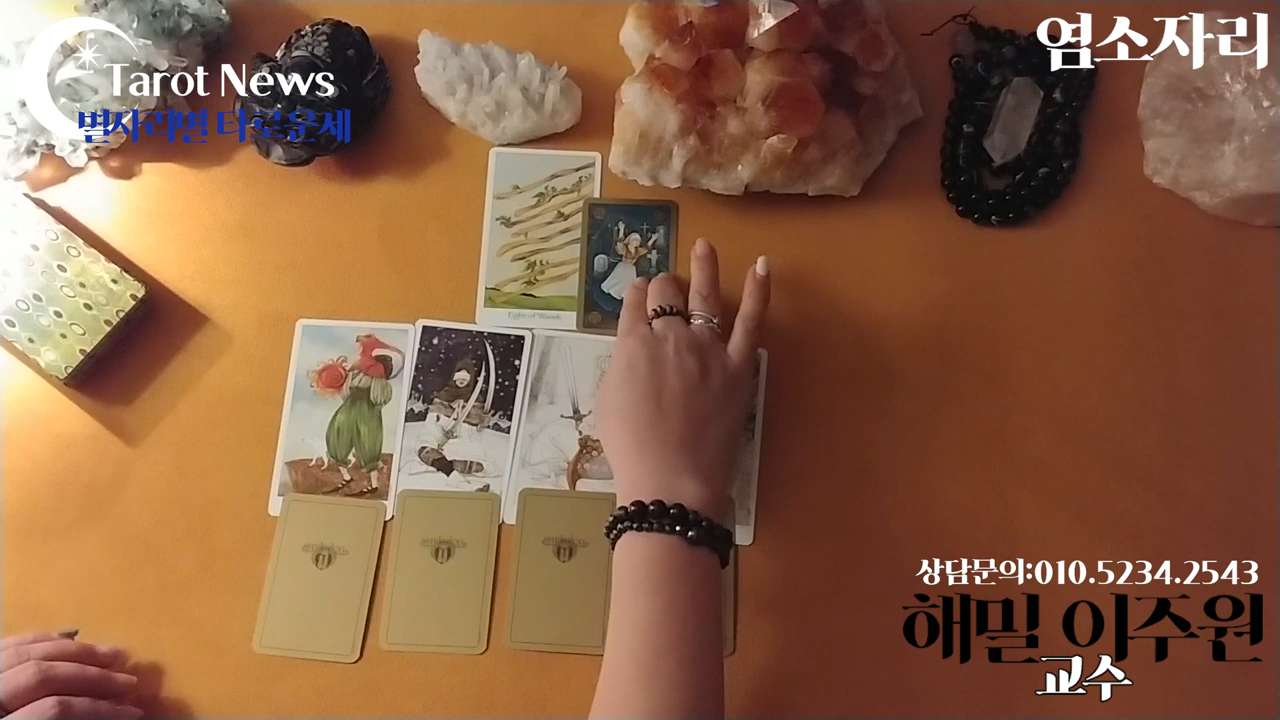 Tarot News
별자리별 타로운세
염소자리
Eight of Wands
상담문의:010.5234.2543
해밀 이주원
교수